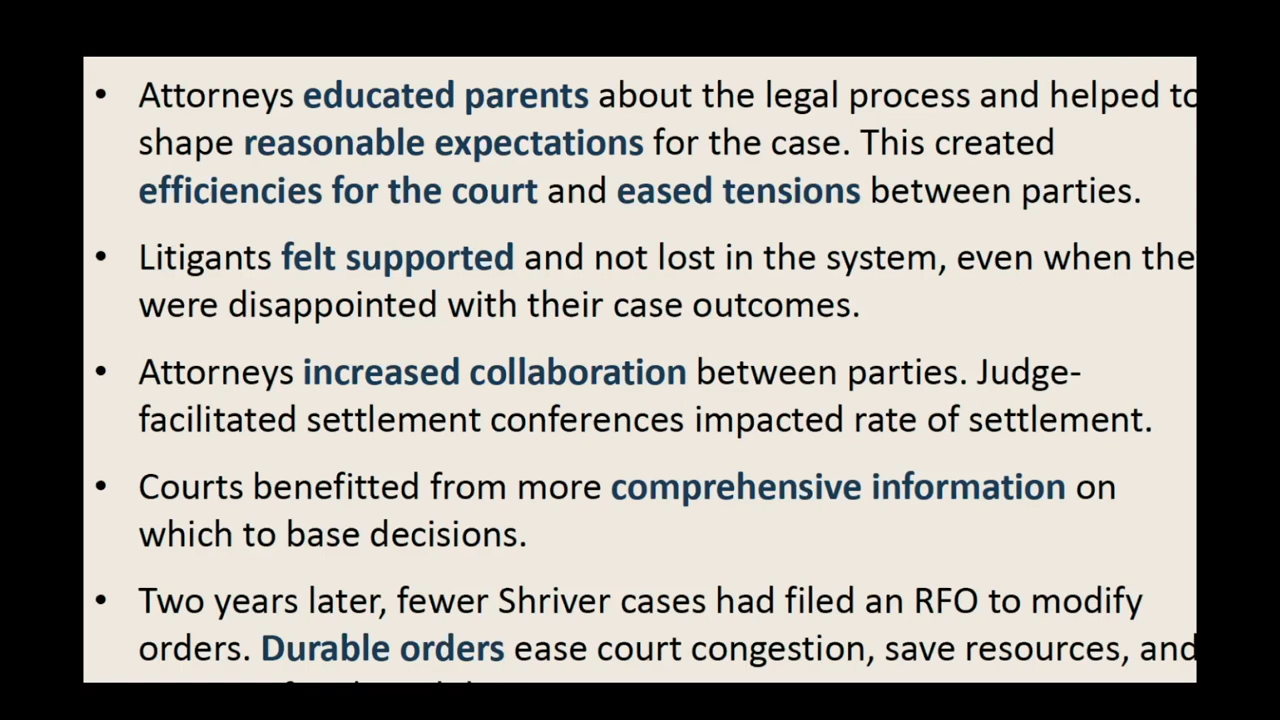 • Attorneys educated parents about the legal process and helped to
shape reasonable expectations for the case. This created
efficiencies for the court and eased tensions between parties.
• Litigants felt supported and not lost in the system, even when the
were disappointed with their case outcomes.
• Attorneys increased collaboration between parties. Judge-
facilitated settlement conferences impacted rate of settlement.
• Courts benefitted from more comprehensive information on
which to base decisions.
• Two years later, fewer Shriver cases had filed an RFO to modify
orders. Durable orders ease court congestion, save resources, and